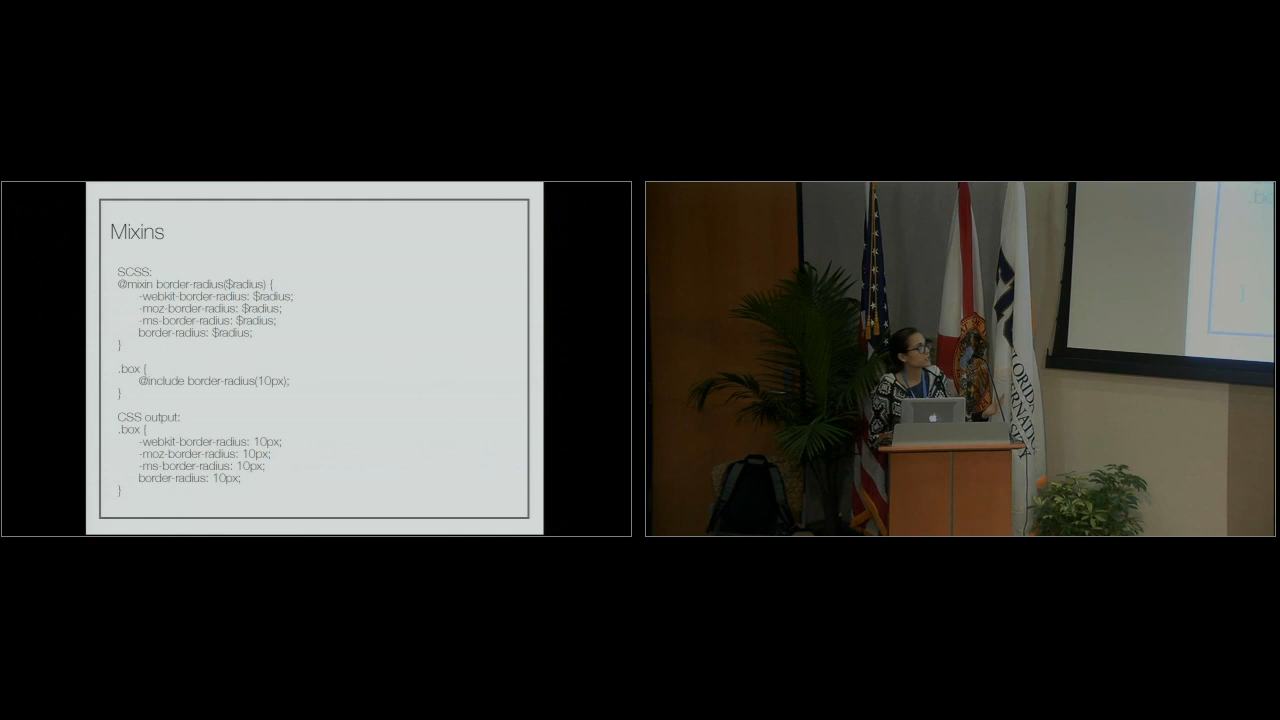 Mixins
SCSS:
@mixin border-radius($radius) {
-webkit-border-radius: $radius;
-moz-border-radius: $radius;
-ms-border-radius: $radius;
border-radius: $radius;
}
.box {
@include border-radius(10px);
}
CSS output:
.box {
-webkit-border-radius: 10px;
-moz-border-radius: 10px;
-ms-border-radius: 10px;
border-radius: 10px;
}